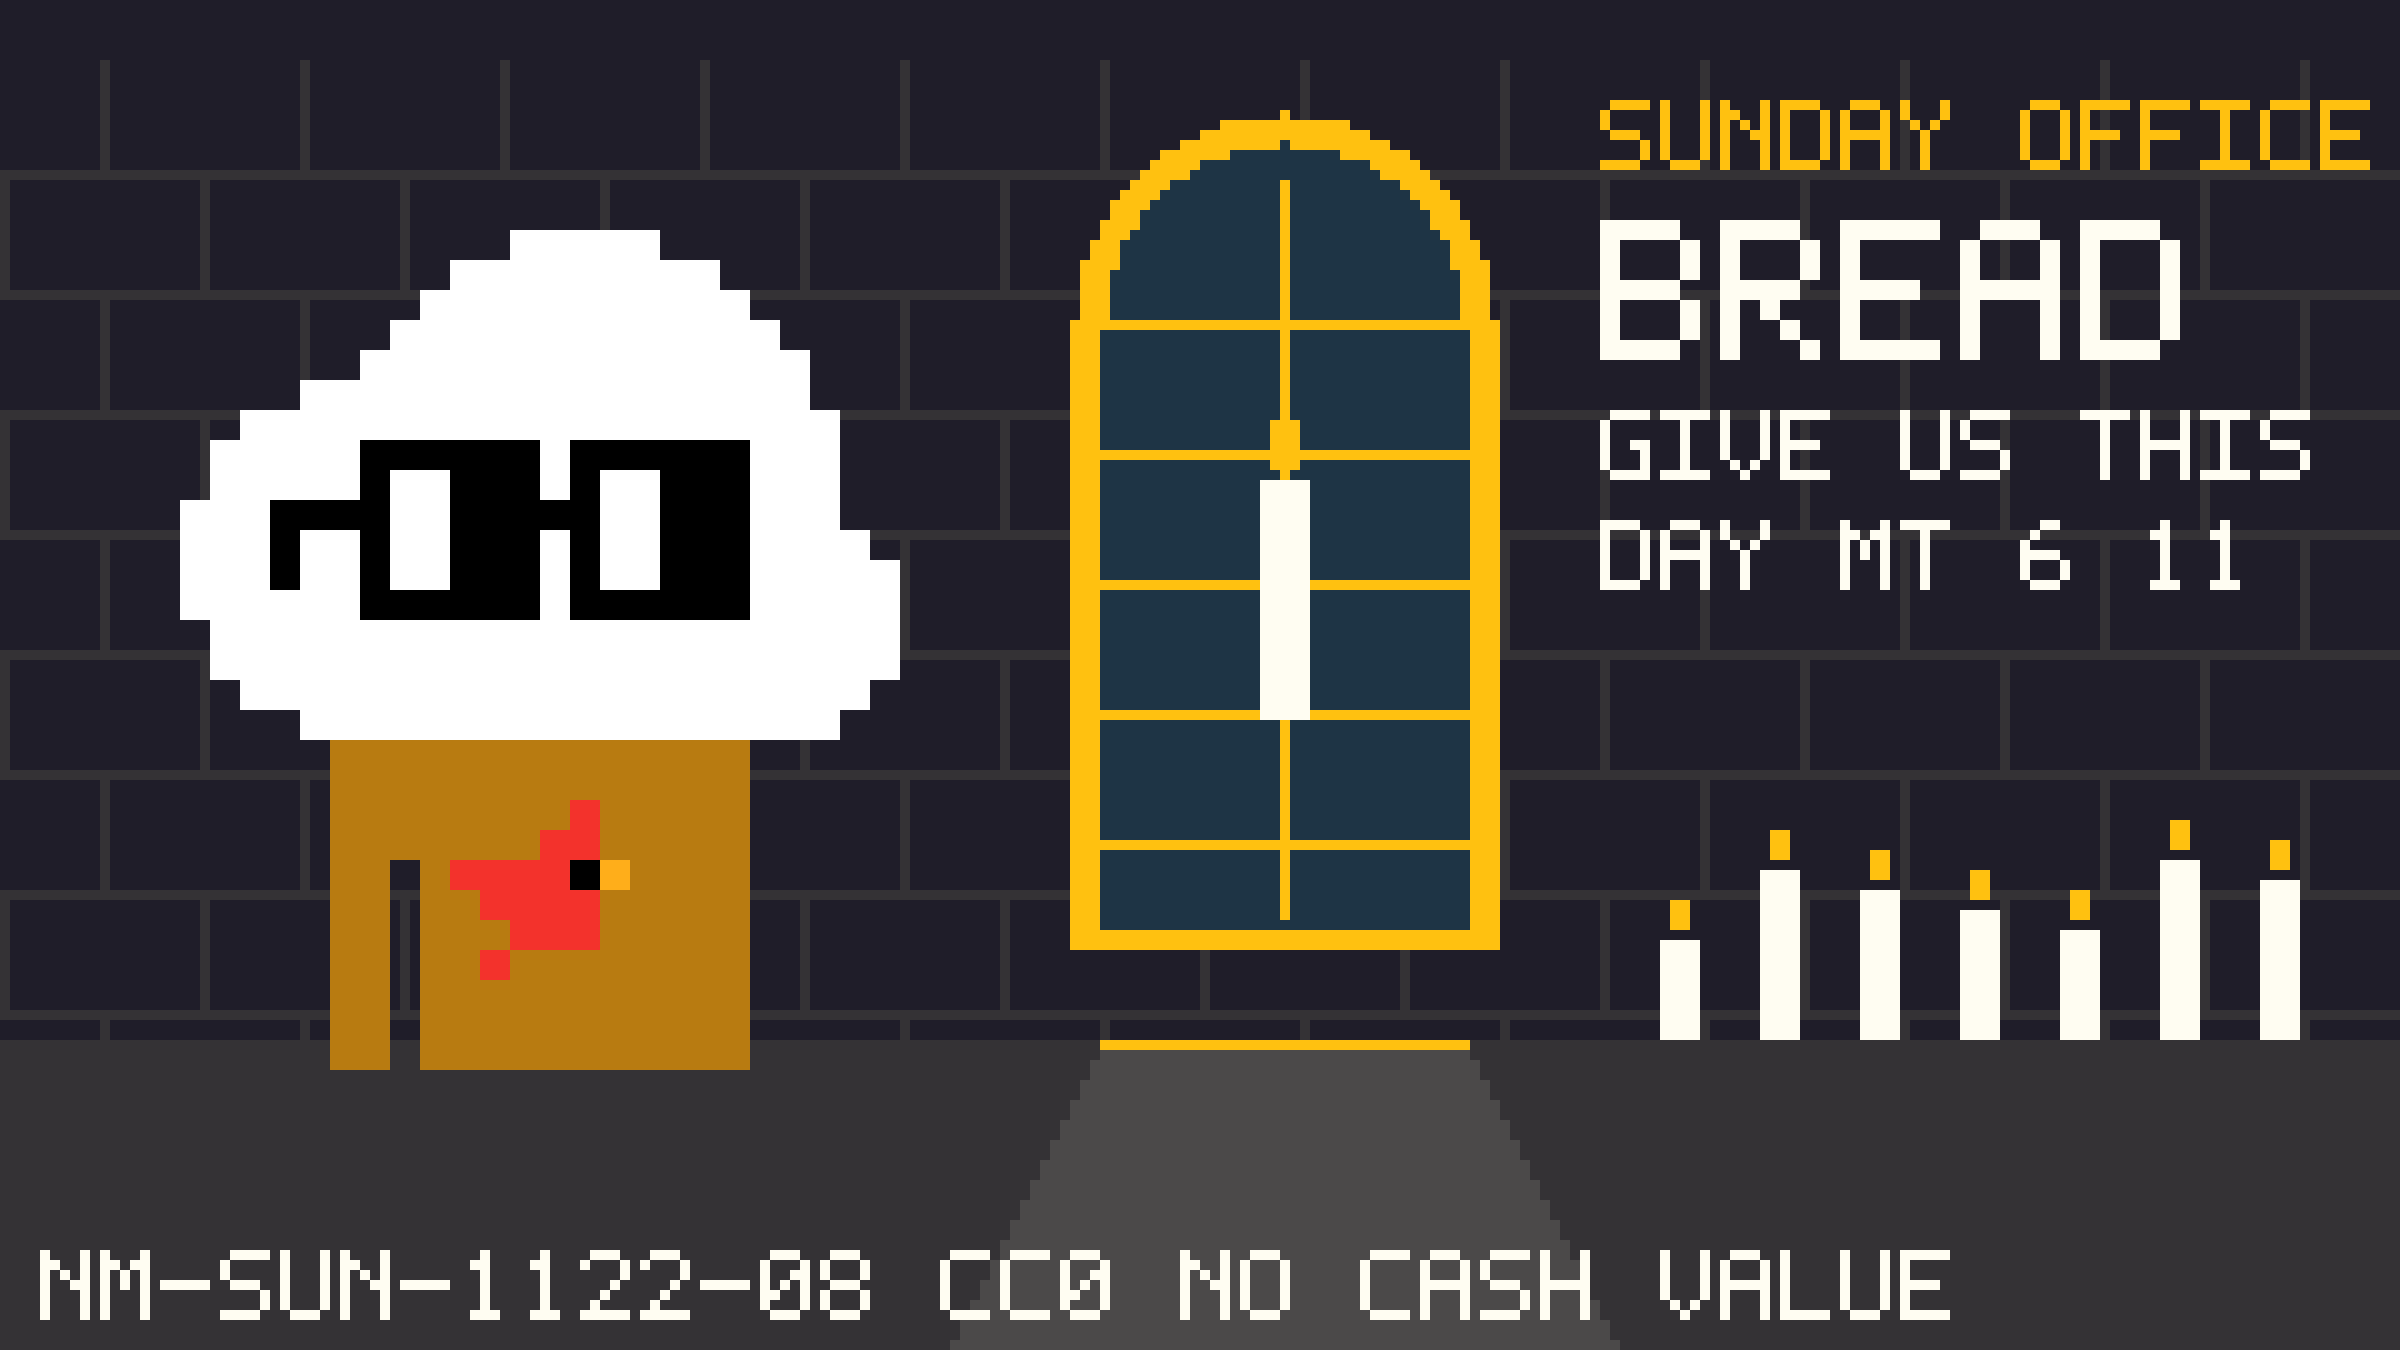 SUNDAY OFFICE
BREAD
GIVE US THIS
DAY MT 6 11
NM-SUN-1122-08 CC0 NO CASH VALUE